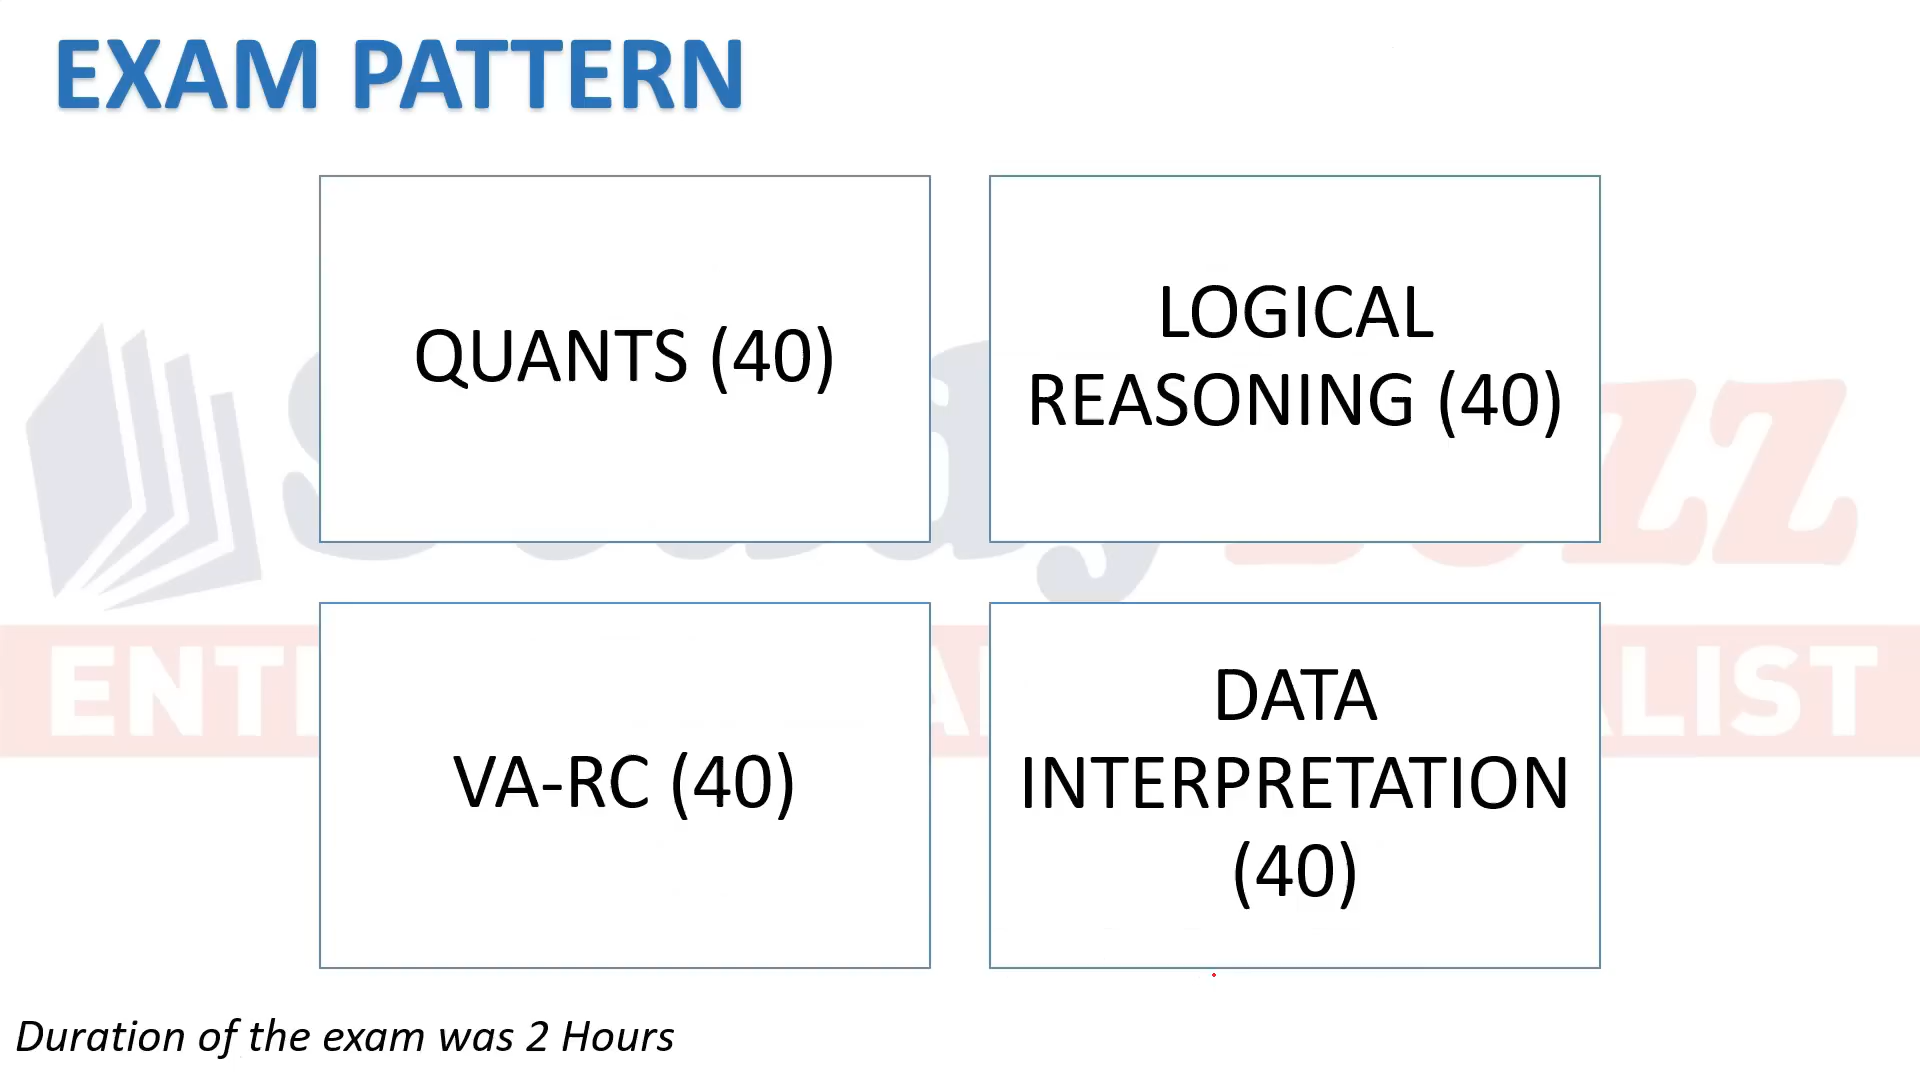 EXAM PATTERN
QUANTS (40)
LOGICAL
REASONING (40)
VA-RC (40)
DATA
INTERPRETATION
(40)
Duration of the exam was 2 Hours